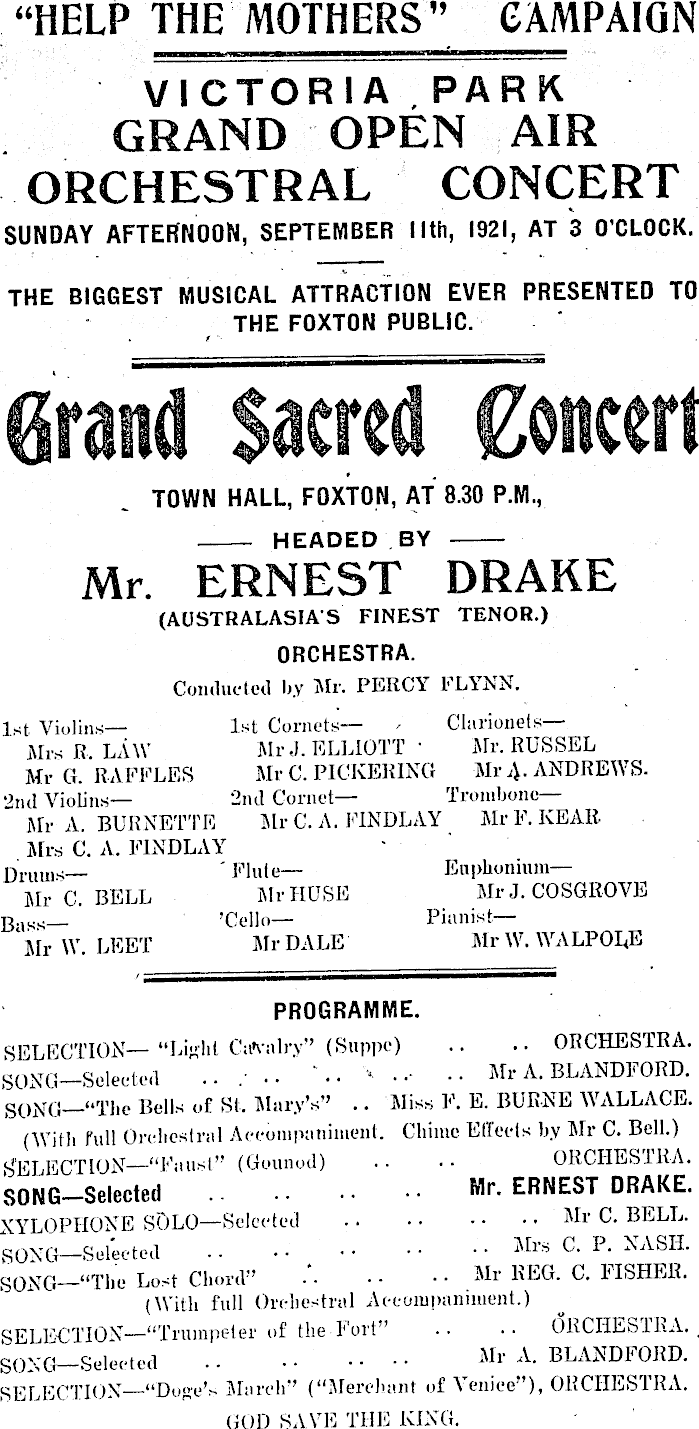 "HELP THE MOTHERS" CAMPAIGN
VICTORIA PARK
GRAND OPEN AIR
ORCHESTRAL CONCERT
SUNDAY AFTERNOON, SEPTEMBER 11th, 1921, AT 3 O'CLOCK.
THE BIGGEST MUSICAL ATTRACTION EVER PRESENTED TO
THE FOXTON PUBLIC.
Grand Sacred Concert
TOWN HALL, FOXTON, AT 8.30 P.M.,
—— HEADED BY ——
Mr. ERNEST DRAKE
(AUSTRALASIA'S FINEST TENOR.)
ORCHESTRA.
Conducted by Mr. PERCY FLYNN.
1st Violins— 1st Cornets— Clarionets—
Mrs R. LAW Mr J. ELLIOTT Mr. RUSSEL
Mr G. RAFFLES Mr C. PICKERING Mr A. ANDREWS.
2nd Violins— 2nd Cornet— Trombone—
Mr A. BURNETTE Mr C. A. FINDLAY Mr F. KEAR
Mrs C. A. FINDLAY
Drums— Flute— Euphonium—
Mr C. BELL Mr HUSE Mr J. COSGROVE
Bass— 'Cello— Pianist—
Mr W. LEET Mr DALE Mr W. WALPOLE
PROGRAMME.
SELECTION— "Light Cavalry" (Suppe) .. .. ORCHESTRA.
SONG—Selected .. .. .. .. .. .. Mr A. BLANDFORD.
SONG—"The Bells of St. Mary's" .. Miss F. E. BURNE WALLACE.
(With full Orchestral Accompaniment. Chime Effects by Mr C. Bell.)
SELECTION—"Faust" (Gounod) .. .. ORCHESTRA.
SONG—Selected .. .. .. .. Mr. ERNEST DRAKE.
XYLOPHONE SOLO—Selected .. .. .. .. Mr C. BELL.
SONG—Selected .. .. .. .. .. Mrs C. P. NASH.
SONG—"The Lost Chord" .. .. .. Mr REG. C. FISHER.
(With full Orchestral Accompaniment.)
SELECTION—"Trumpeter of the Fort" .. .. ORCHESTRA.
SONG—Selected .. .. .. .. Mr A. BLANDFORD.
SELECTION—"Doge's March" ("Merchant of Venice"), ORCHESTRA.
GOD SAVE THE KING.